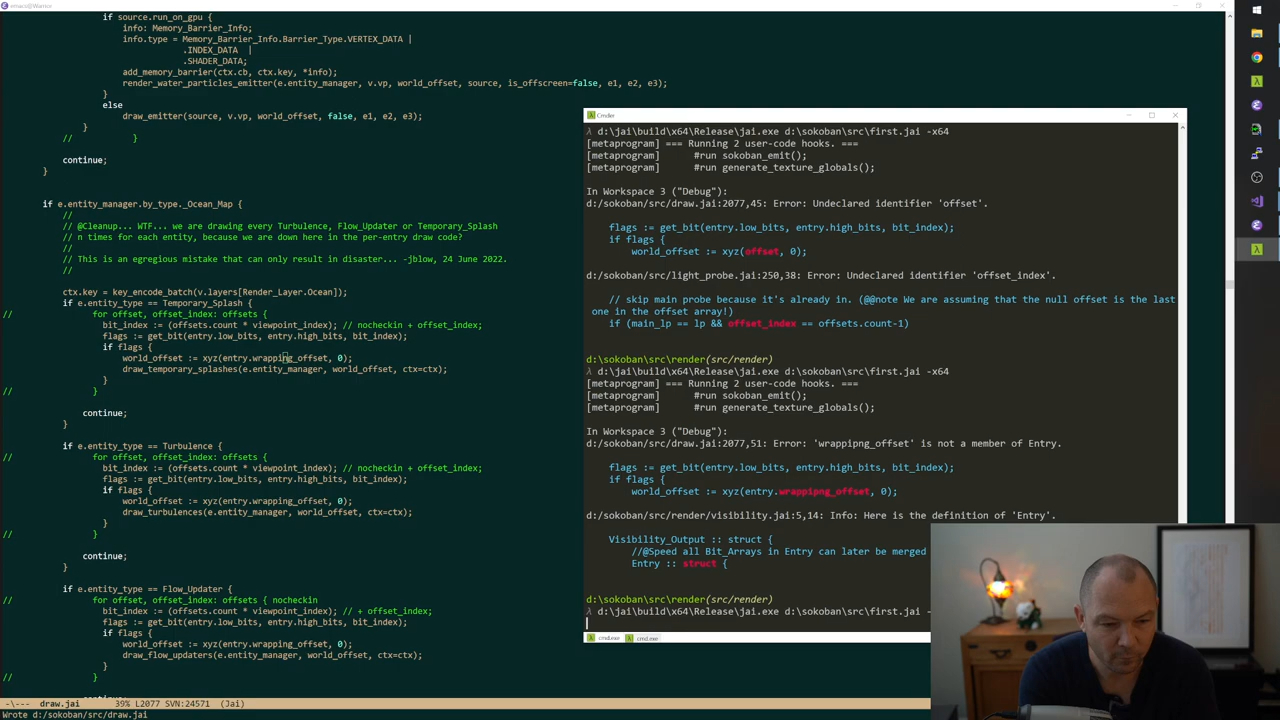 emacs@Warrior
if source.run_on_gpu {
info: Memory_Barrier_Info;
info.type = Memory_Barrier_Info.Barrier_Type.VERTEX_DATA |
.INDEX_DATA |
.SHADER_DATA;
add_memory_barrier(ctx.cb, ctx.key, *info);
render_water_particles_emitter(e.entity_manager, v.vp, world_offset, source, is_offscreen=false, e1, e2, e3);
}
else
draw_emitter(source, v.vp, world_offset, false, e1, e2, e3);
}
// }
continue;
}
if e.entity_manager.by_type._Ocean_Map {
//
// @Cleanup... WTF... we are drawing every Turbulence, Flow_Updater or Temporary_Splash
// n times for each entity, because we are down here in the per-entry draw code?
//
// This is an egregious mistake that can only result in disaster... -jblow, 24 June 2022.
//
ctx.key = key_encode_batch(v.layers[Render_Layer.Ocean]);
if e.entity_type == Temporary_Splash {
// for offset, offset_index: offsets {
bit_index := (offsets.count * viewpoint_index); // nocheckin + offset_index;
flags := get_bit(entry.low_bits, entry.high_bits, bit_index);
if flags {
world_offset := xyz(entry.wrapping_offset, 0);
draw_temporary_splashes(e.entity_manager, world_offset, ctx=ctx);
}
// }
continue;
}
if e.entity_type == Turbulence {
// for offset, offset_index: offsets {
bit_index := (offsets.count * viewpoint_index); // nocheckin + offset_index;
flags := get_bit(entry.low_bits, entry.high_bits, bit_index);
if flags {
world_offset := xyz(entry.wrapping_offset, 0);
draw_turbulences(e.entity_manager, world_offset, ctx=ctx);
}
// }
continue;
}
if e.entity_type == Flow_Updater {
// for offset, offset_index: offsets { nocheckin
bit_index := (offsets.count * viewpoint_index); // + offset_index;
flags := get_bit(entry.low_bits, entry.high_bits, bit_index);
if flags {
world_offset := xyz(entry.wrapping_offset, 0);
draw_flow_updaters(e.entity_manager, world_offset, ctx=ctx);
}
// }
-\--- draw.jai 39% L2077 SVN:24571 (Jai)
Wrote d:/sokoban/src/draw.jai
Cmder
λ d:\jai\build\x64\Release\jai.exe d:\sokoban\src\first.jai -x64
[metaprogram] === Running 2 user-code hooks. ===
[metaprogram] #run sokoban_emit();
[metaprogram] #run generate_texture_globals();
In Workspace 3 ("Debug"):
d:/sokoban/src/draw.jai:2077,45: Error: Undeclared identifier 'offset'.
flags := get_bit(entry.low_bits, entry.high_bits, bit_index);
if flags {
world_offset := xyz(offset, 0);
d:/sokoban/src/light_probe.jai:250,38: Error: Undeclared identifier 'offset_index'.
// skip main probe because it's already in. (@@note We are assuming that the null offset is the last
one in the offset array!)
if (main_lp == lp && offset_index == offsets.count-1)
d:\sokoban\src\render(src/render)
λ d:\jai\build\x64\Release\jai.exe d:\sokoban\src\first.jai -x64
[metaprogram] === Running 2 user-code hooks. ===
[metaprogram] #run sokoban_emit();
[metaprogram] #run generate_texture_globals();
In Workspace 3 ("Debug"):
d:/sokoban/src/draw.jai:2077,51: Error: 'wrappipng_offset' is not a member of Entry.
flags := get_bit(entry.low_bits, entry.high_bits, bit_index);
if flags {
world_offset := xyz(entry.wrappipng_offset, 0);
d:/sokoban/src/render/visibility.jai:5,14: Info: Here is the definition of 'Entry'.
Visibility_Output :: struct {
//@Speed all Bit_Arrays in Entry can later be merged
Entry :: struct {
d:\sokoban\src\render(src/render)
λ d:\jai\build\x64\Release\jai.exe d:\sokoban\src\first.jai -
cmd.exe cmd.exe